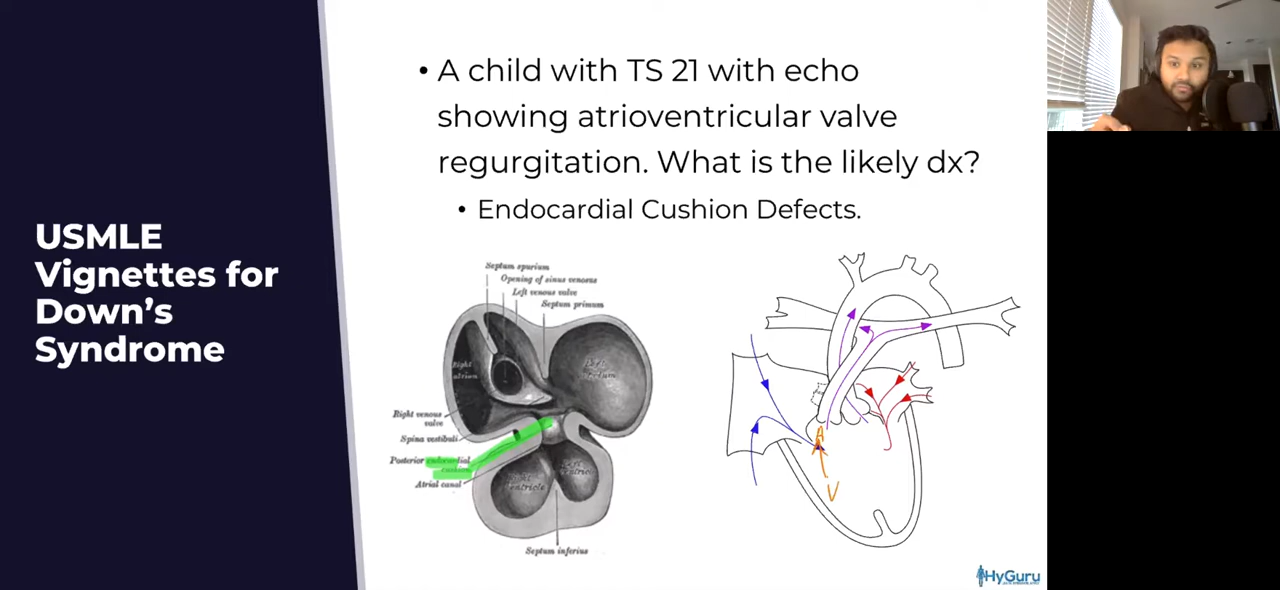 USMLE
Vignettes for
Down's
Syndrome
• A child with TS 21 with echo
showing atrioventricular valve
regurgitation. What is the likely dx?
• Endocardial Cushion Defects.
Septum spurium
Opening of sinus venosus
Left venous valve
Septum primum
Right
atrium
Left
atrium
Right venous
valve
Spina vestibuli
Posterior endocardial
cushion
Atrial canal
Right
ventricle
Left
ventricle
Septum inferius
A
V
HyGuru